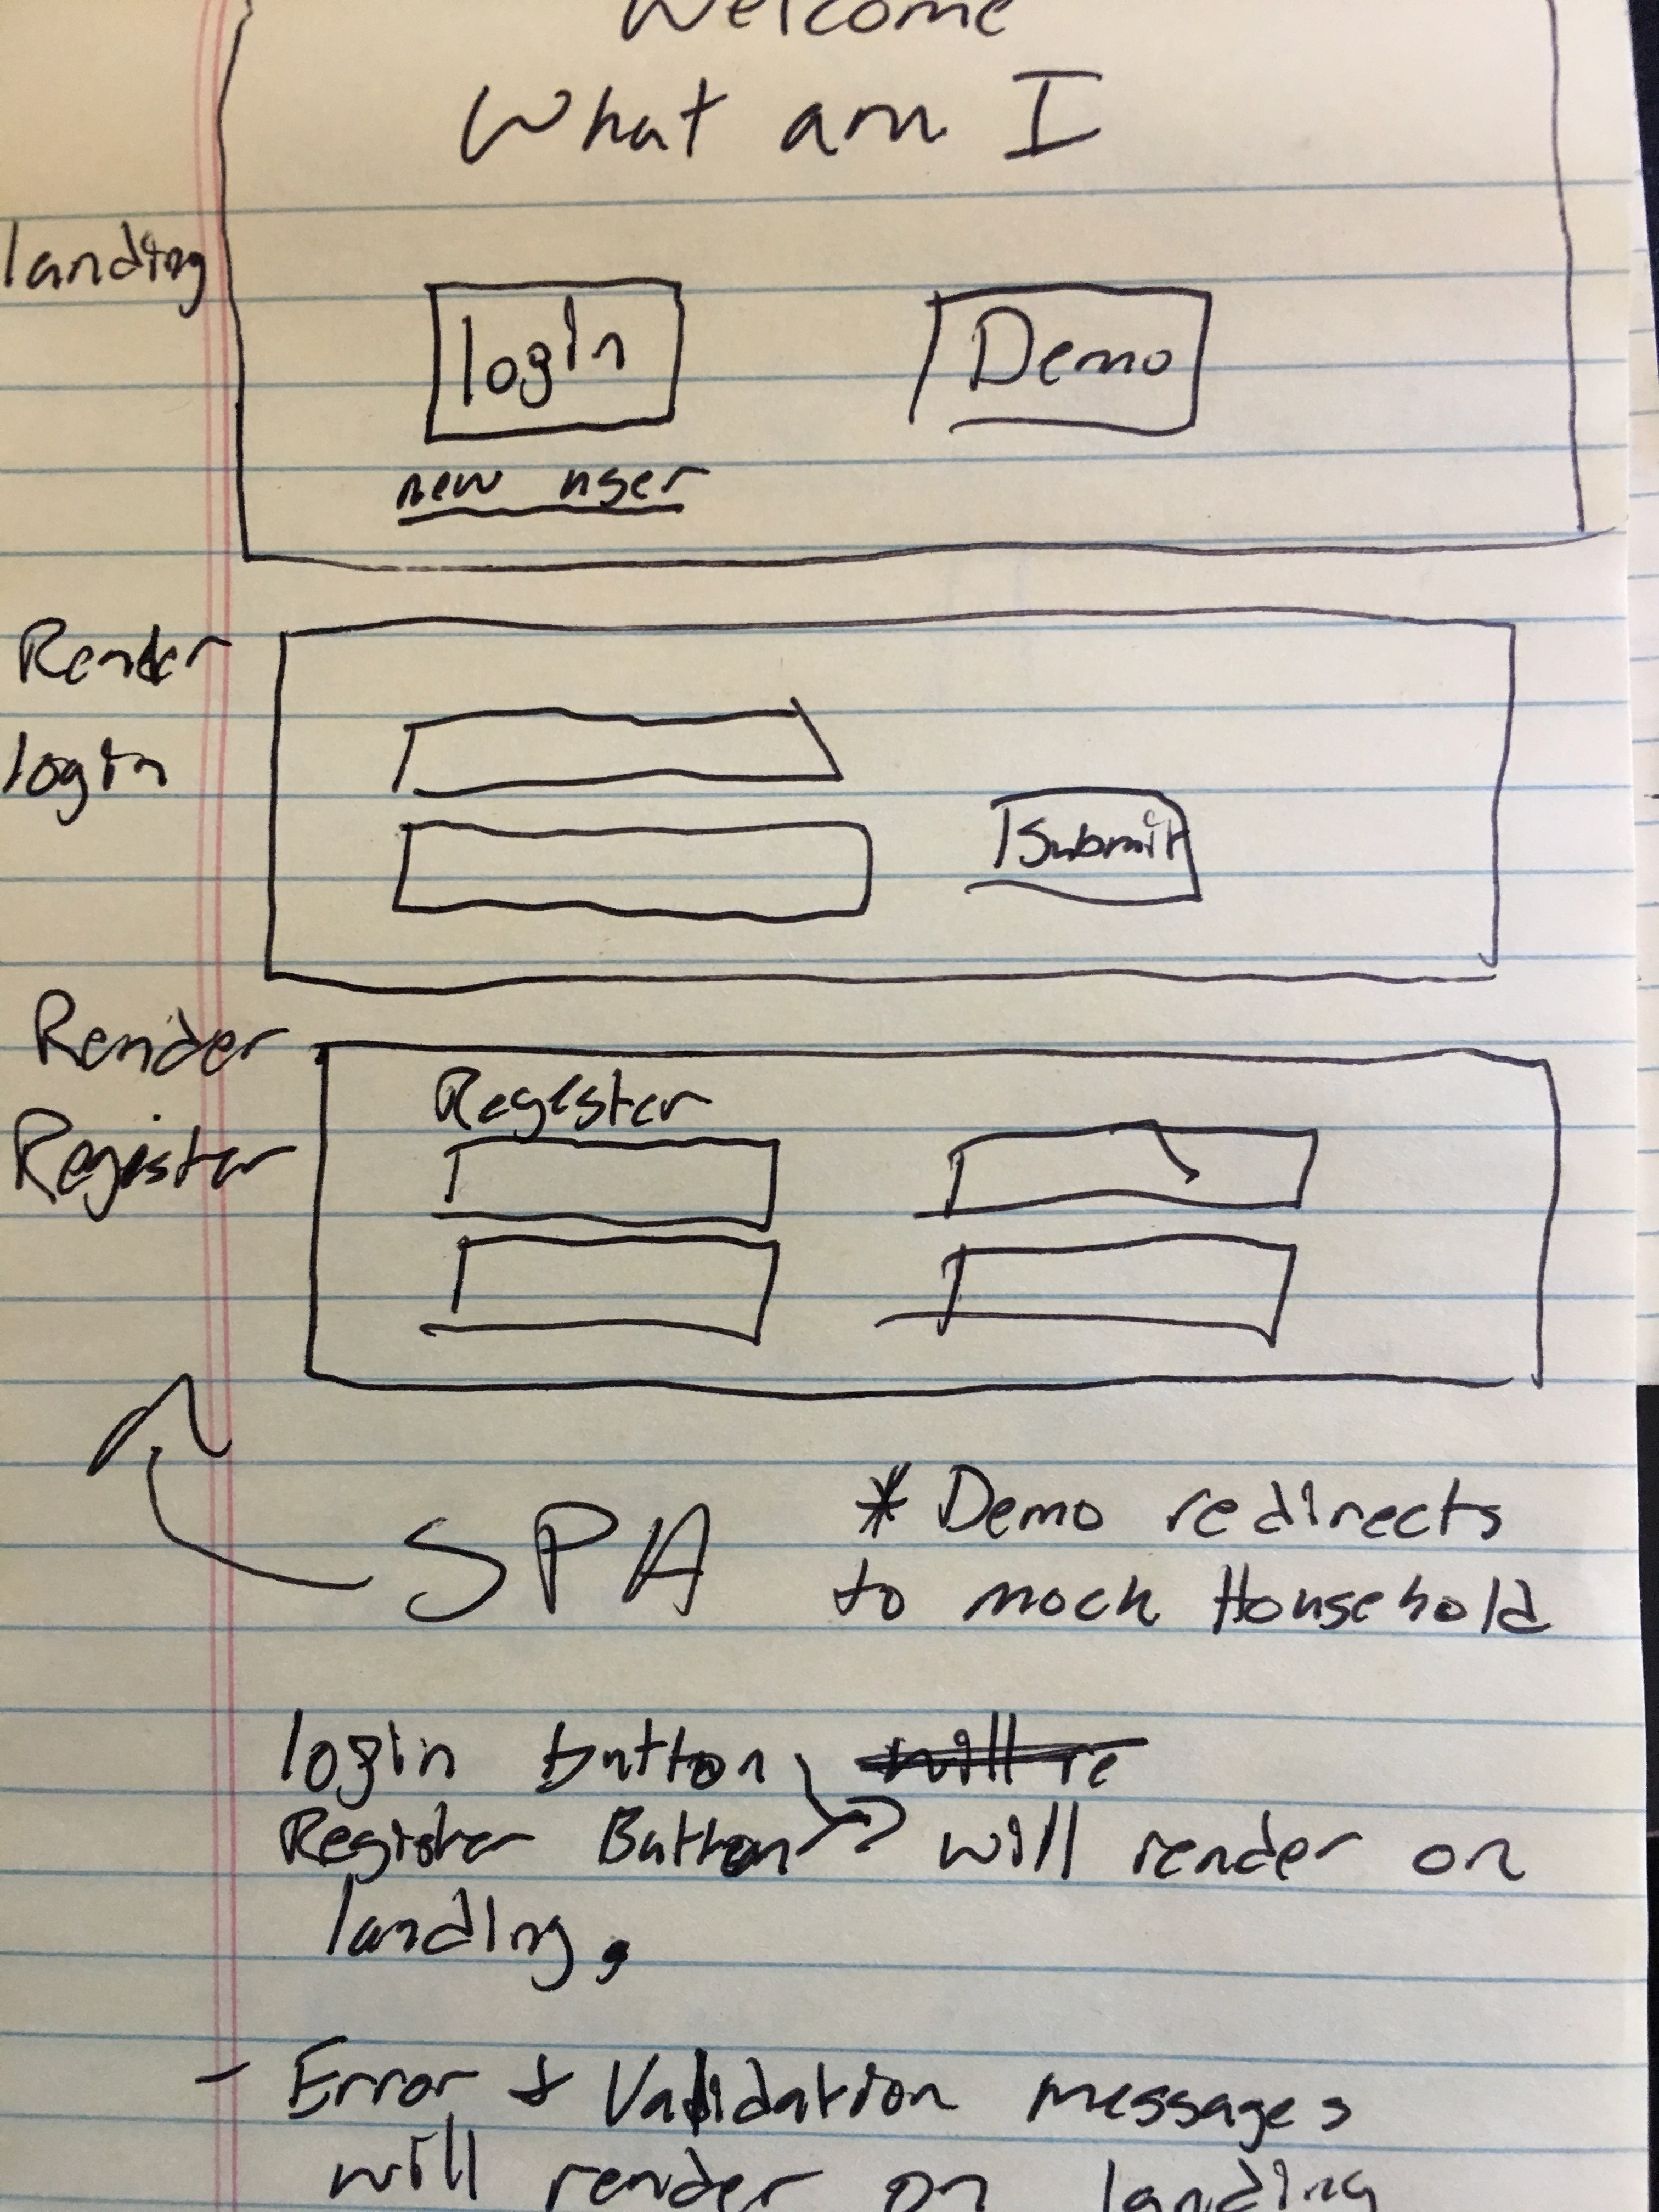 Welcome
What am I
landing
login
Demo
new user
Render
login
Submit
Render
Register
Register
SPA
* Demo redirects
to mock Household
login button will re
Register Button will render on
landing.
- Error & Validation messages
will render on landing